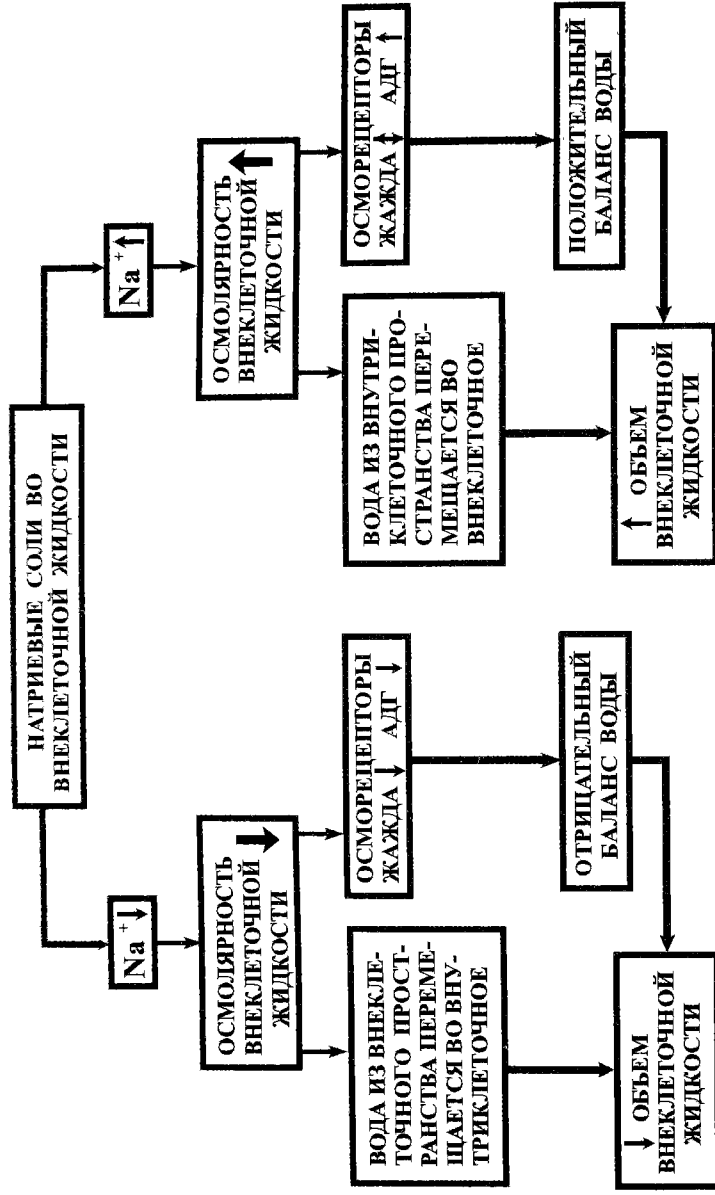 НАТРИЕВЫЕ СОЛИ ВО
ВНЕКЛЕТОЧНОЙ ЖИДКОСТИ
Na⁺↓
Na⁺↑
ОСМОЛЯРНОСТЬ
ВНЕКЛЕТОЧНОЙ ↓
ЖИДКОСТИ
ОСМОЛЯРНОСТЬ
ВНЕКЛЕТОЧНОЙ ↑
ЖИДКОСТИ
ВОДА ИЗ ВНЕКЛЕ-
ТОЧНОГО ПРОСТ-
РАНСТВА ПЕРЕМЕ-
ЩАЕТСЯ ВО ВНУ-
ТРИКЛЕТОЧНОЕ
ОСМОРЕЦЕПТОРЫ
ЖАЖДА ↓ АДГ ↓
ВОДА ИЗ ВНУТРИ-
КЛЕТОЧНОГО ПРО-
СТРАНСТВА ПЕРЕ-
МЕЩАЕТСЯ ВО
ВНЕКЛЕТОЧНОЕ
ОСМОРЕЦЕПТОРЫ
ЖАЖДА ↕ АДГ ↑
ОТРИЦАТЕЛЬНЫЙ
БАЛАНС ВОДЫ
ПОЛОЖИТЕЛЬНЫЙ
БАЛАНС ВОДЫ
↓ ОБЪЕМ
ВНЕКЛЕТОЧНОЙ
ЖИДКОСТИ
↑ ОБЪЕМ
ВНЕКЛЕТОЧНОЙ
ЖИДКОСТИ